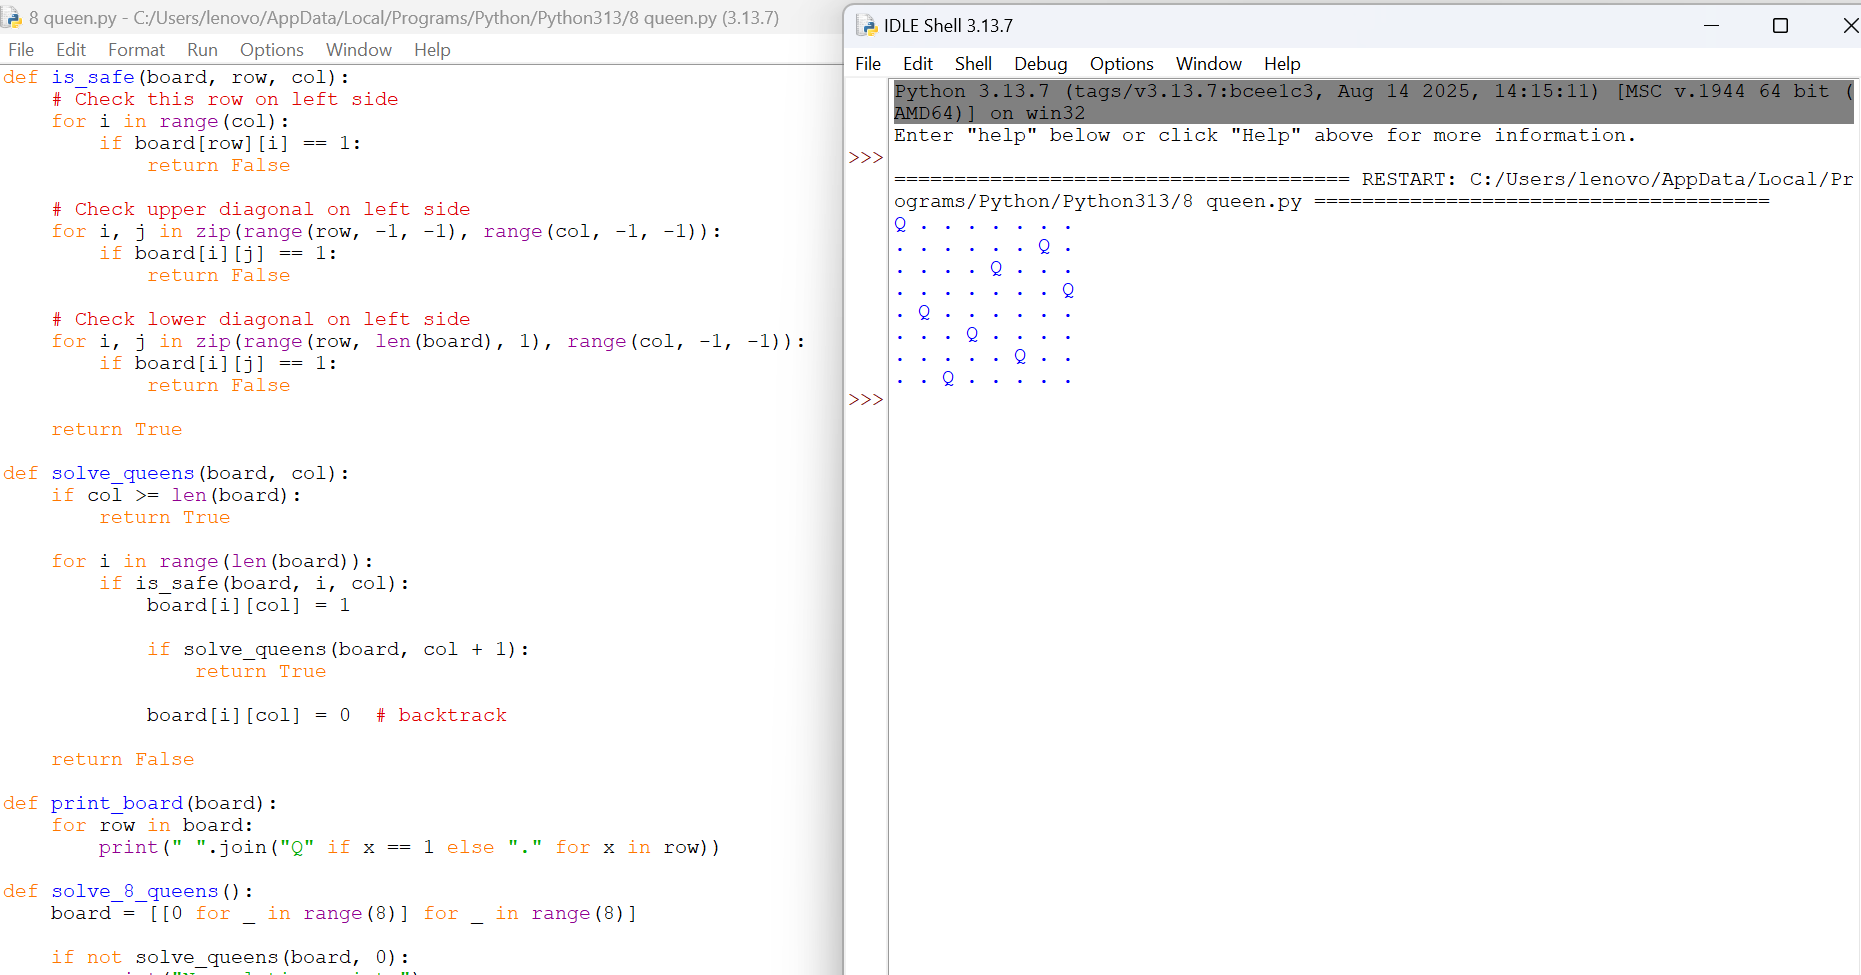 8 queen.py - C:/Users/lenovo/AppData/Local/Programs/Python/Python313/8 queen.py (3.13.7)
File Edit Format Run Options Window Help
def is_safe(board, row, col):
    # Check this row on left side
    for i in range(col):
        if board[row][i] == 1:
            return False

    # Check upper diagonal on left side
    for i, j in zip(range(row, -1, -1), range(col, -1, -1)):
        if board[i][j] == 1:
            return False

    # Check lower diagonal on left side
    for i, j in zip(range(row, len(board), 1), range(col, -1, -1)):
        if board[i][j] == 1:
            return False

    return True

def solve_queens(board, col):
    if col >= len(board):
        return True

    for i in range(len(board)):
        if is_safe(board, i, col):
            board[i][col] = 1

            if solve_queens(board, col + 1):
                return True

            board[i][col] = 0  # backtrack

    return False

def print_board(board):
    for row in board:
        print(" ".join("Q" if x == 1 else "." for x in row))

def solve_8_queens():
    board = [[0 for _ in range(8)] for _ in range(8)]

    if not solve_queens(board, 0):
IDLE Shell 3.13.7
File Edit Shell Debug Options Window Help
Python 3.13.7 (tags/v3.13.7:bcee1c3, Aug 14 2025, 14:15:11) [MSC v.1944 64 bit (
AMD64)] on win32
Enter "help" below or click "Help" above for more information.
>>>
====================================== RESTART: C:/Users/lenovo/AppData/Local/Pr
ograms/Python/Python313/8 queen.py ======================================
Q . . . . . . .
. . . . . . Q .
. . . . Q . . .
. . . . . . . Q
. Q . . . . . .
. . . Q . . . .
. . . . . Q . .
. . Q . . . . .
>>>